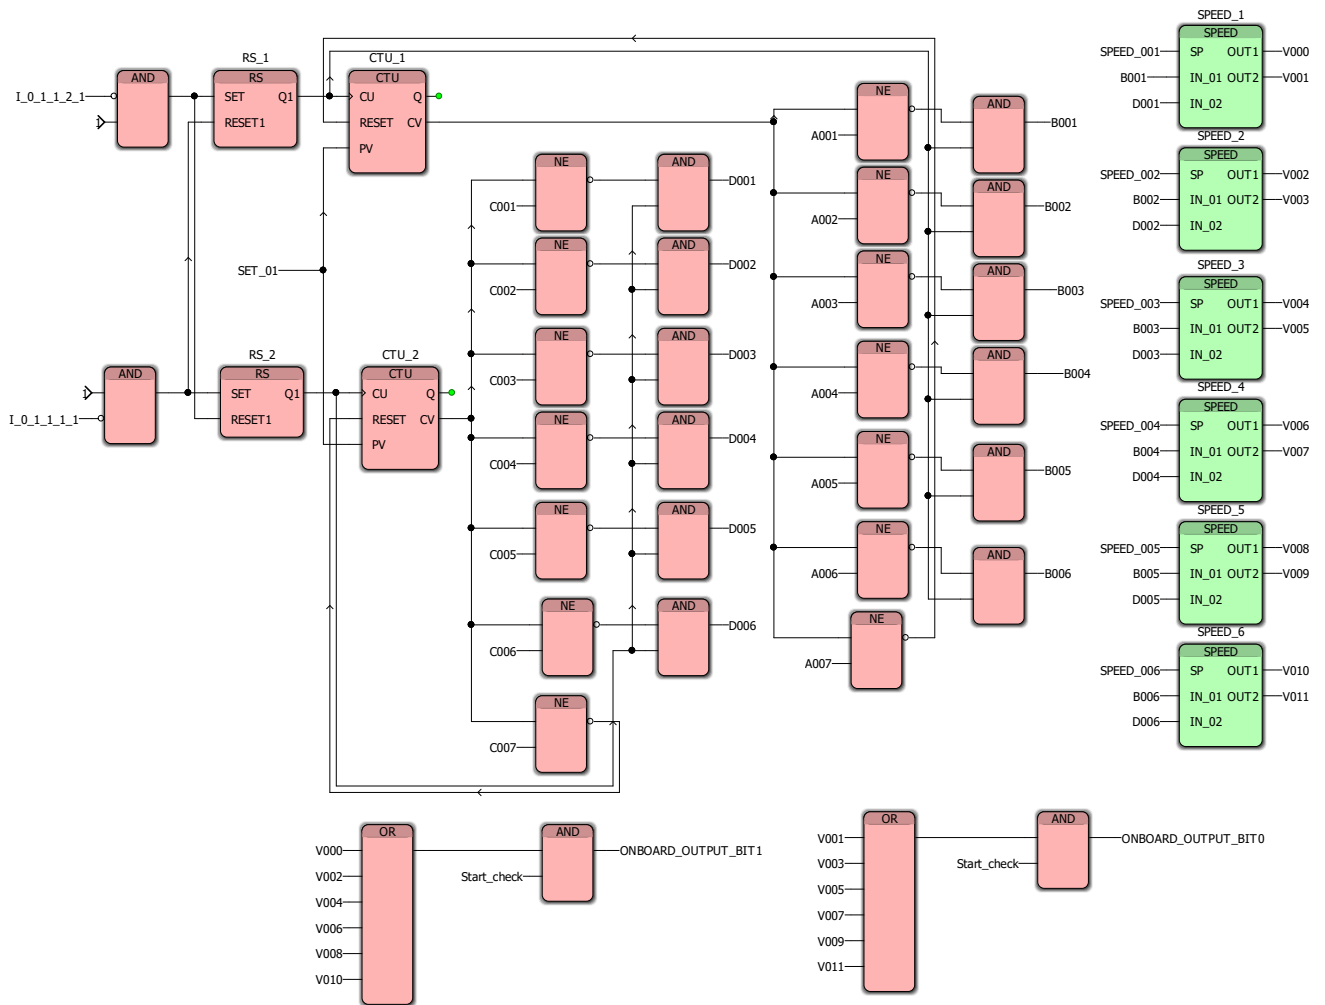 RS_1
CTU_1
AND
RS
CTU
I_0_1_1_2_1
SET
Q1
CU
Q
RESET1
RESET
CV
PV
SET_01
RS_2
CTU_2
AND
RS
CTU
SET
Q1
CU
Q
I_0_1_1_1_1
RESET1
RESET
CV
PV
NE
AND
C001
D001
NE
AND
C002
D002
NE
AND
C003
D003
NE
AND
C004
D004
NE
AND
C005
D005
NE
AND
C006
D006
NE
C007
NE
AND
A001
B001
NE
AND
A002
B002
NE
AND
A003
B003
NE
AND
A004
B004
NE
AND
A005
B005
NE
AND
A006
B006
NE
A007
SPEED_1
SPEED
SPEED_001
SP
OUT1
V000
B001
IN_01
OUT2
V001
D001
IN_02
SPEED_2
SPEED
SPEED_002
SP
OUT1
V002
B002
IN_01
OUT2
V003
D002
IN_02
SPEED_3
SPEED
SPEED_003
SP
OUT1
V004
B003
IN_01
OUT2
V005
D003
IN_02
SPEED_4
SPEED
SPEED_004
SP
OUT1
V006
B004
IN_01
OUT2
V007
D004
IN_02
SPEED_5
SPEED
SPEED_005
SP
OUT1
V008
B005
IN_01
OUT2
V009
D005
IN_02
SPEED_6
SPEED
SPEED_006
SP
OUT1
V010
B006
IN_01
OUT2
V011
D006
IN_02
OR
AND
V000
ONBOARD_OUTPUT_BIT1
V002
Start_check
V004
V006
V008
V010
OR
AND
V001
ONBOARD_OUTPUT_BIT0
V003
Start_check
V005
V007
V009
V011